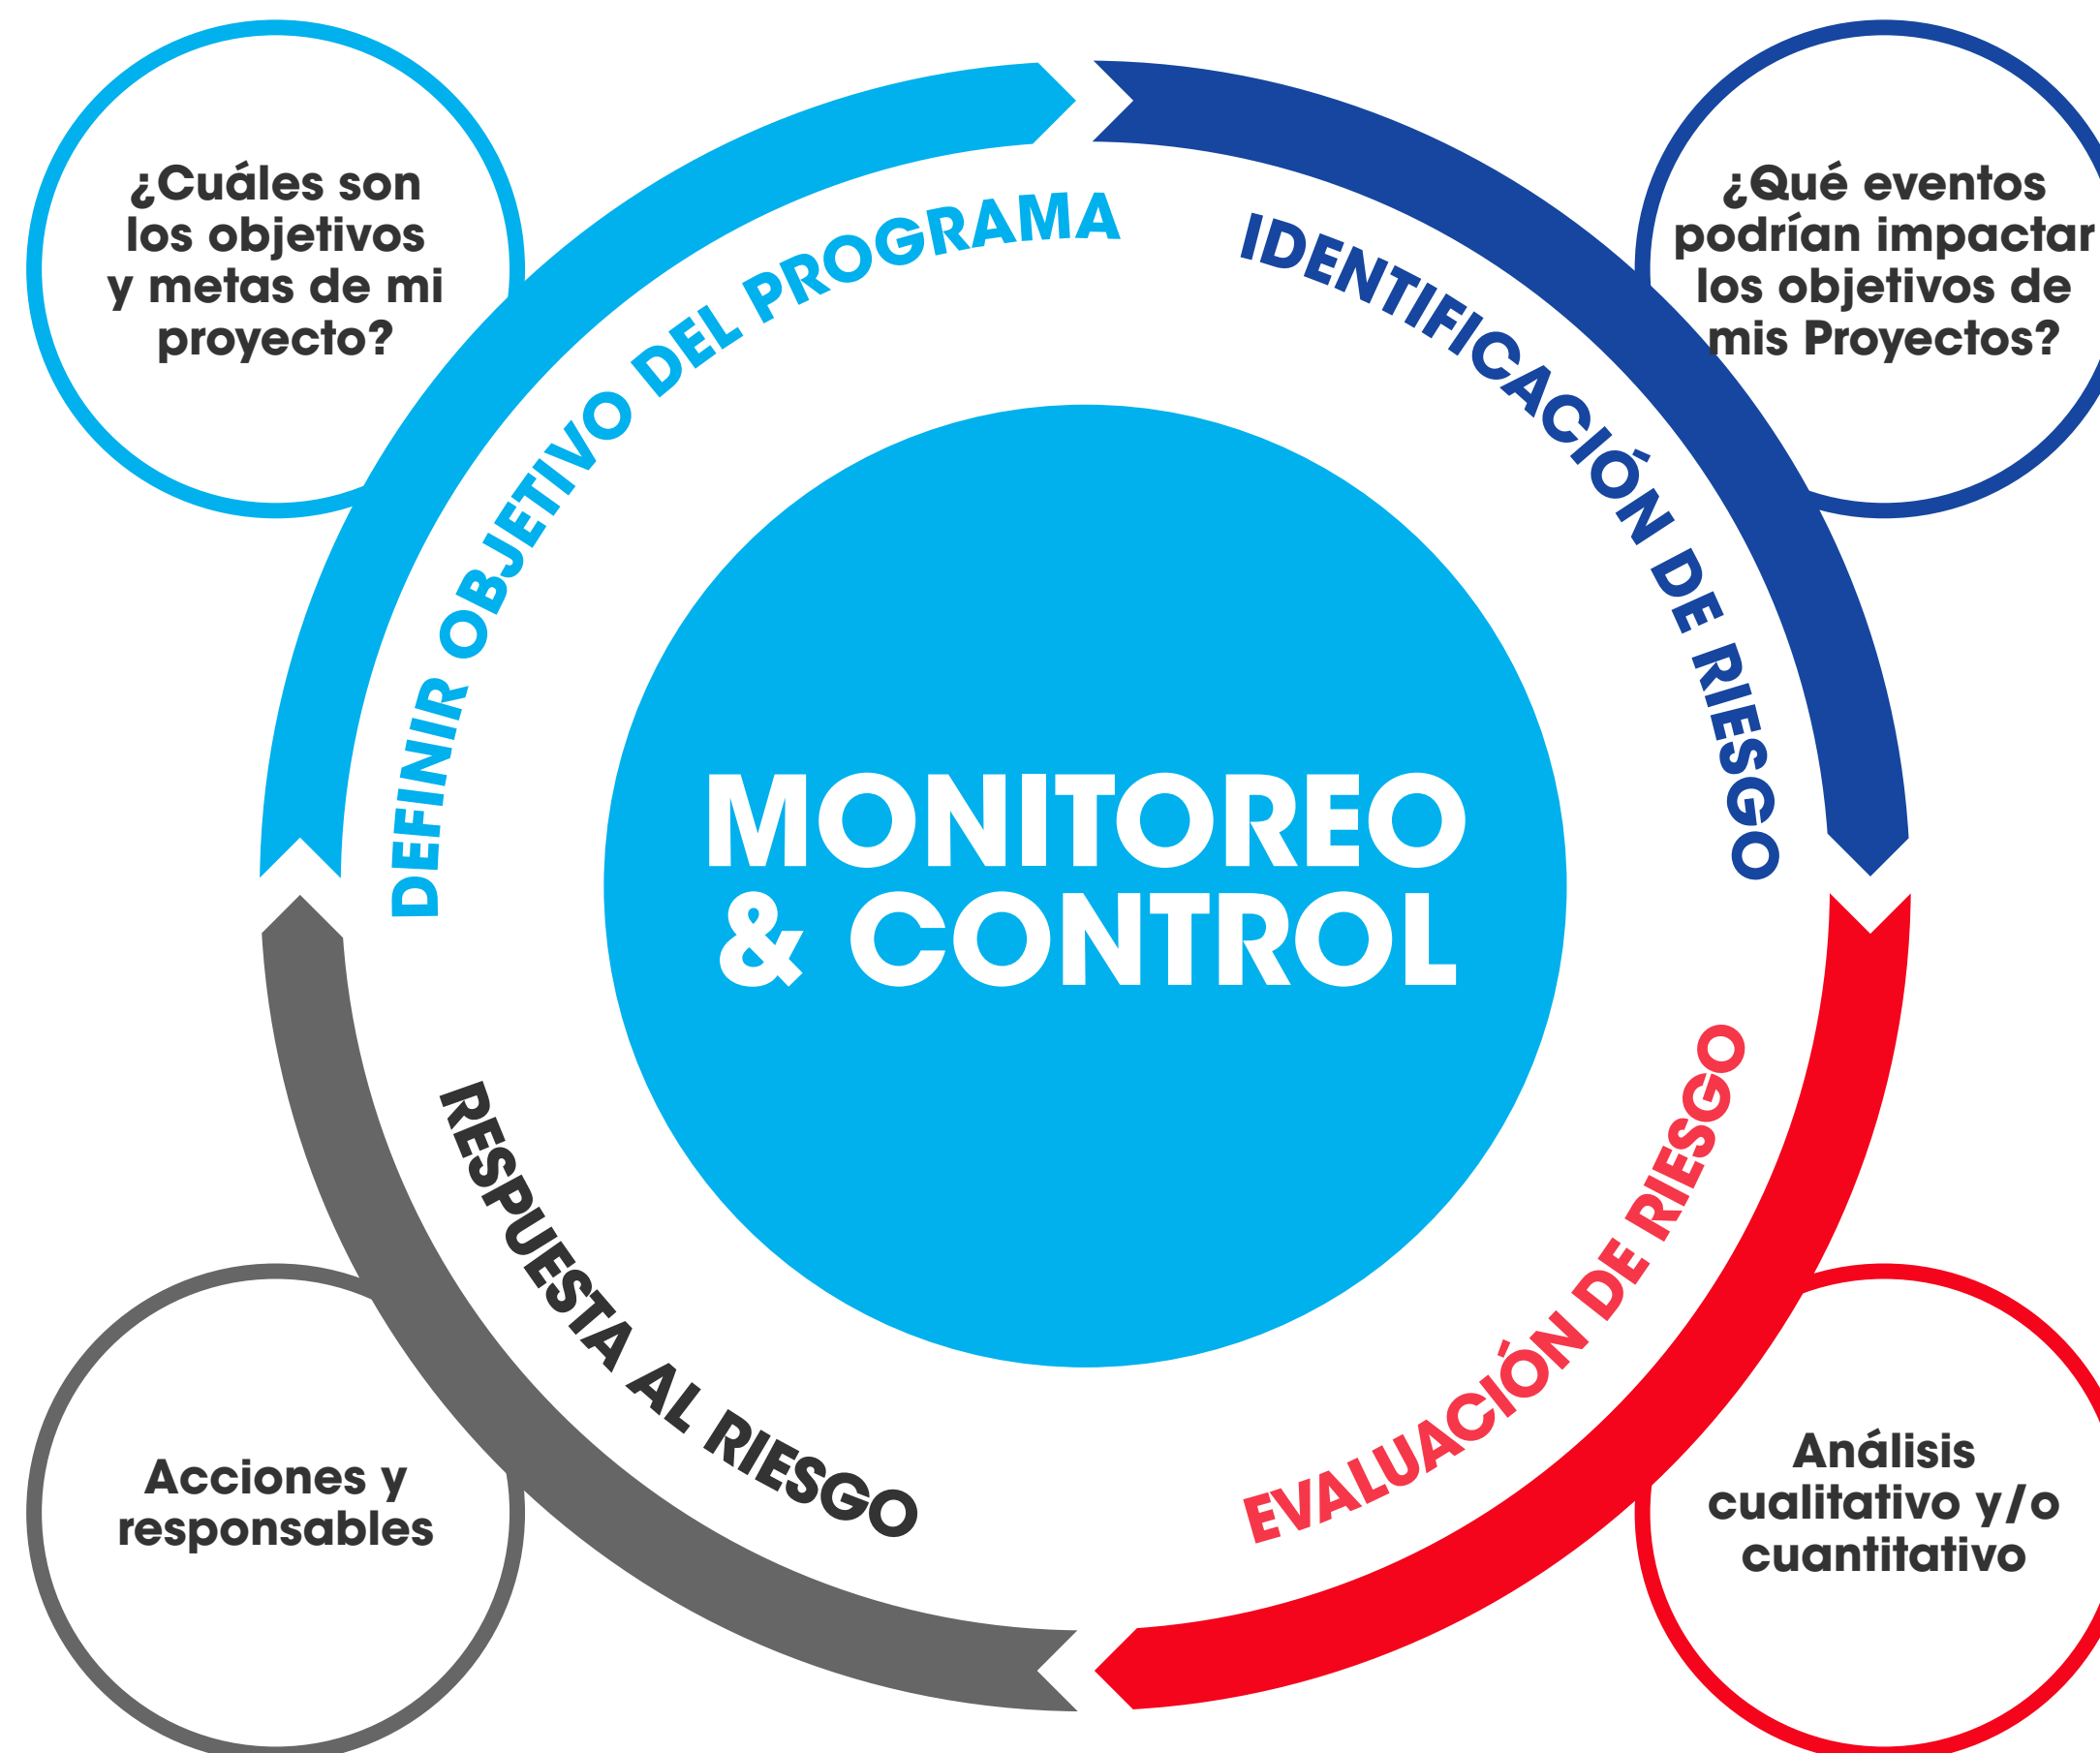 ¿Cuáles son
los objetivos
y metas de mi
proyecto?
¿Qué eventos
podrían impactar
los objetivos de
mis Proyectos?
DEFINIR OBJETIVO DEL PROGRAMA
IDENTIFICACIÓN DE RIESGO
MONITOREO
& CONTROL
RESPUESTA AL RIESGO
EVALUACIÓN DE RIESGO
Acciones y
responsables
Análisis
cualitativo y/o
cuantitativo